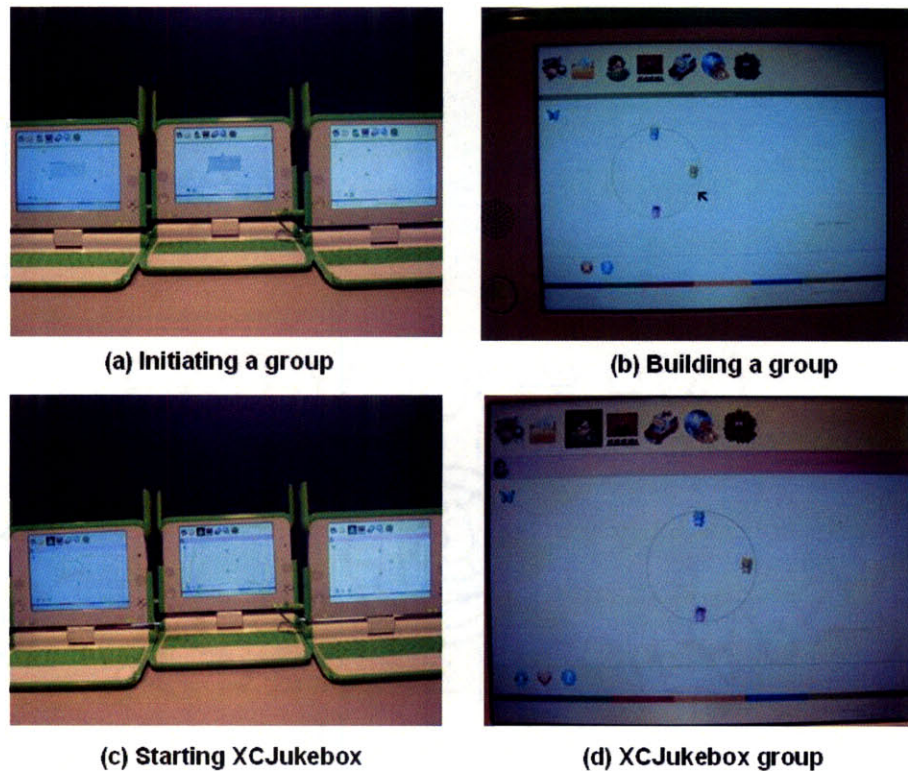 (a) Initiating a group
(b) Building a group
(c) Starting XCJukebox
(d) XCJukebox group